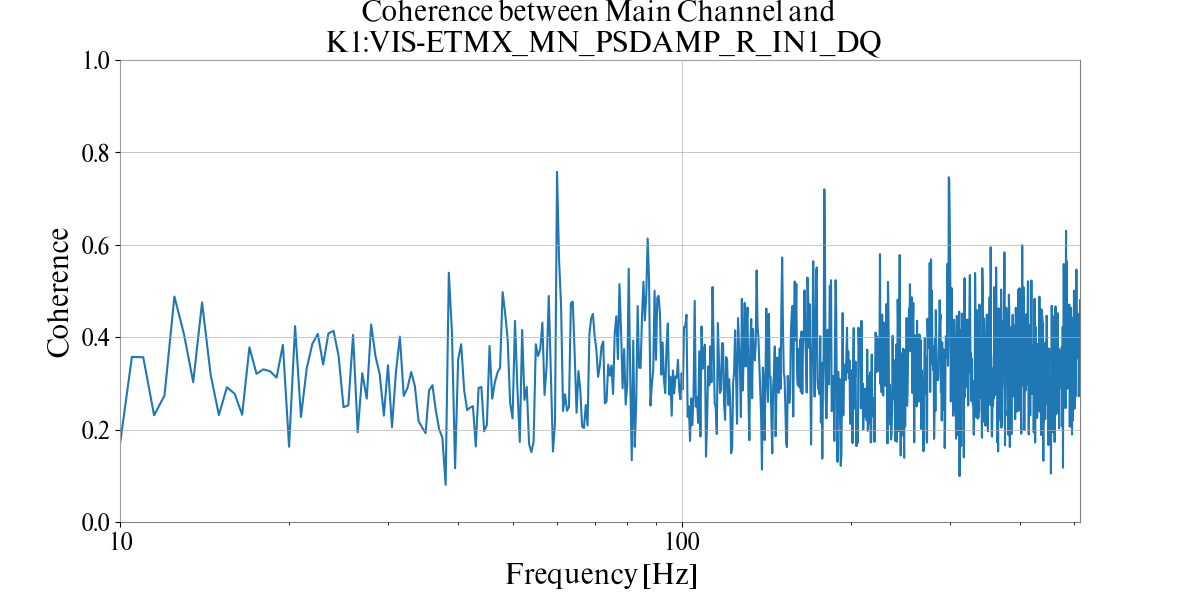 Coherence between Main Channel and
K1:VIS-ETMX_MN_PSDAMP_R_IN1_DQ
1.0
0.8
0.6
0.4
0.2
0.0
Coherence
10
100
Frequency [Hz]